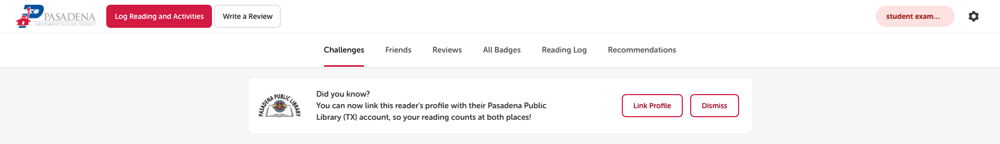 PASADENA
INDEPENDENT SCHOOL DISTRICT
Log Reading and Activities
Write a Review
student exam...
Challenges
Friends
Reviews
All Badges
Reading Log
Recommendations
PASADENA PUBLIC LIBRARY
Did you know?
You can now link this reader's profile with their Pasadena Public
Library (TX) account, so your reading counts at both places!
Link Profile
Dismiss